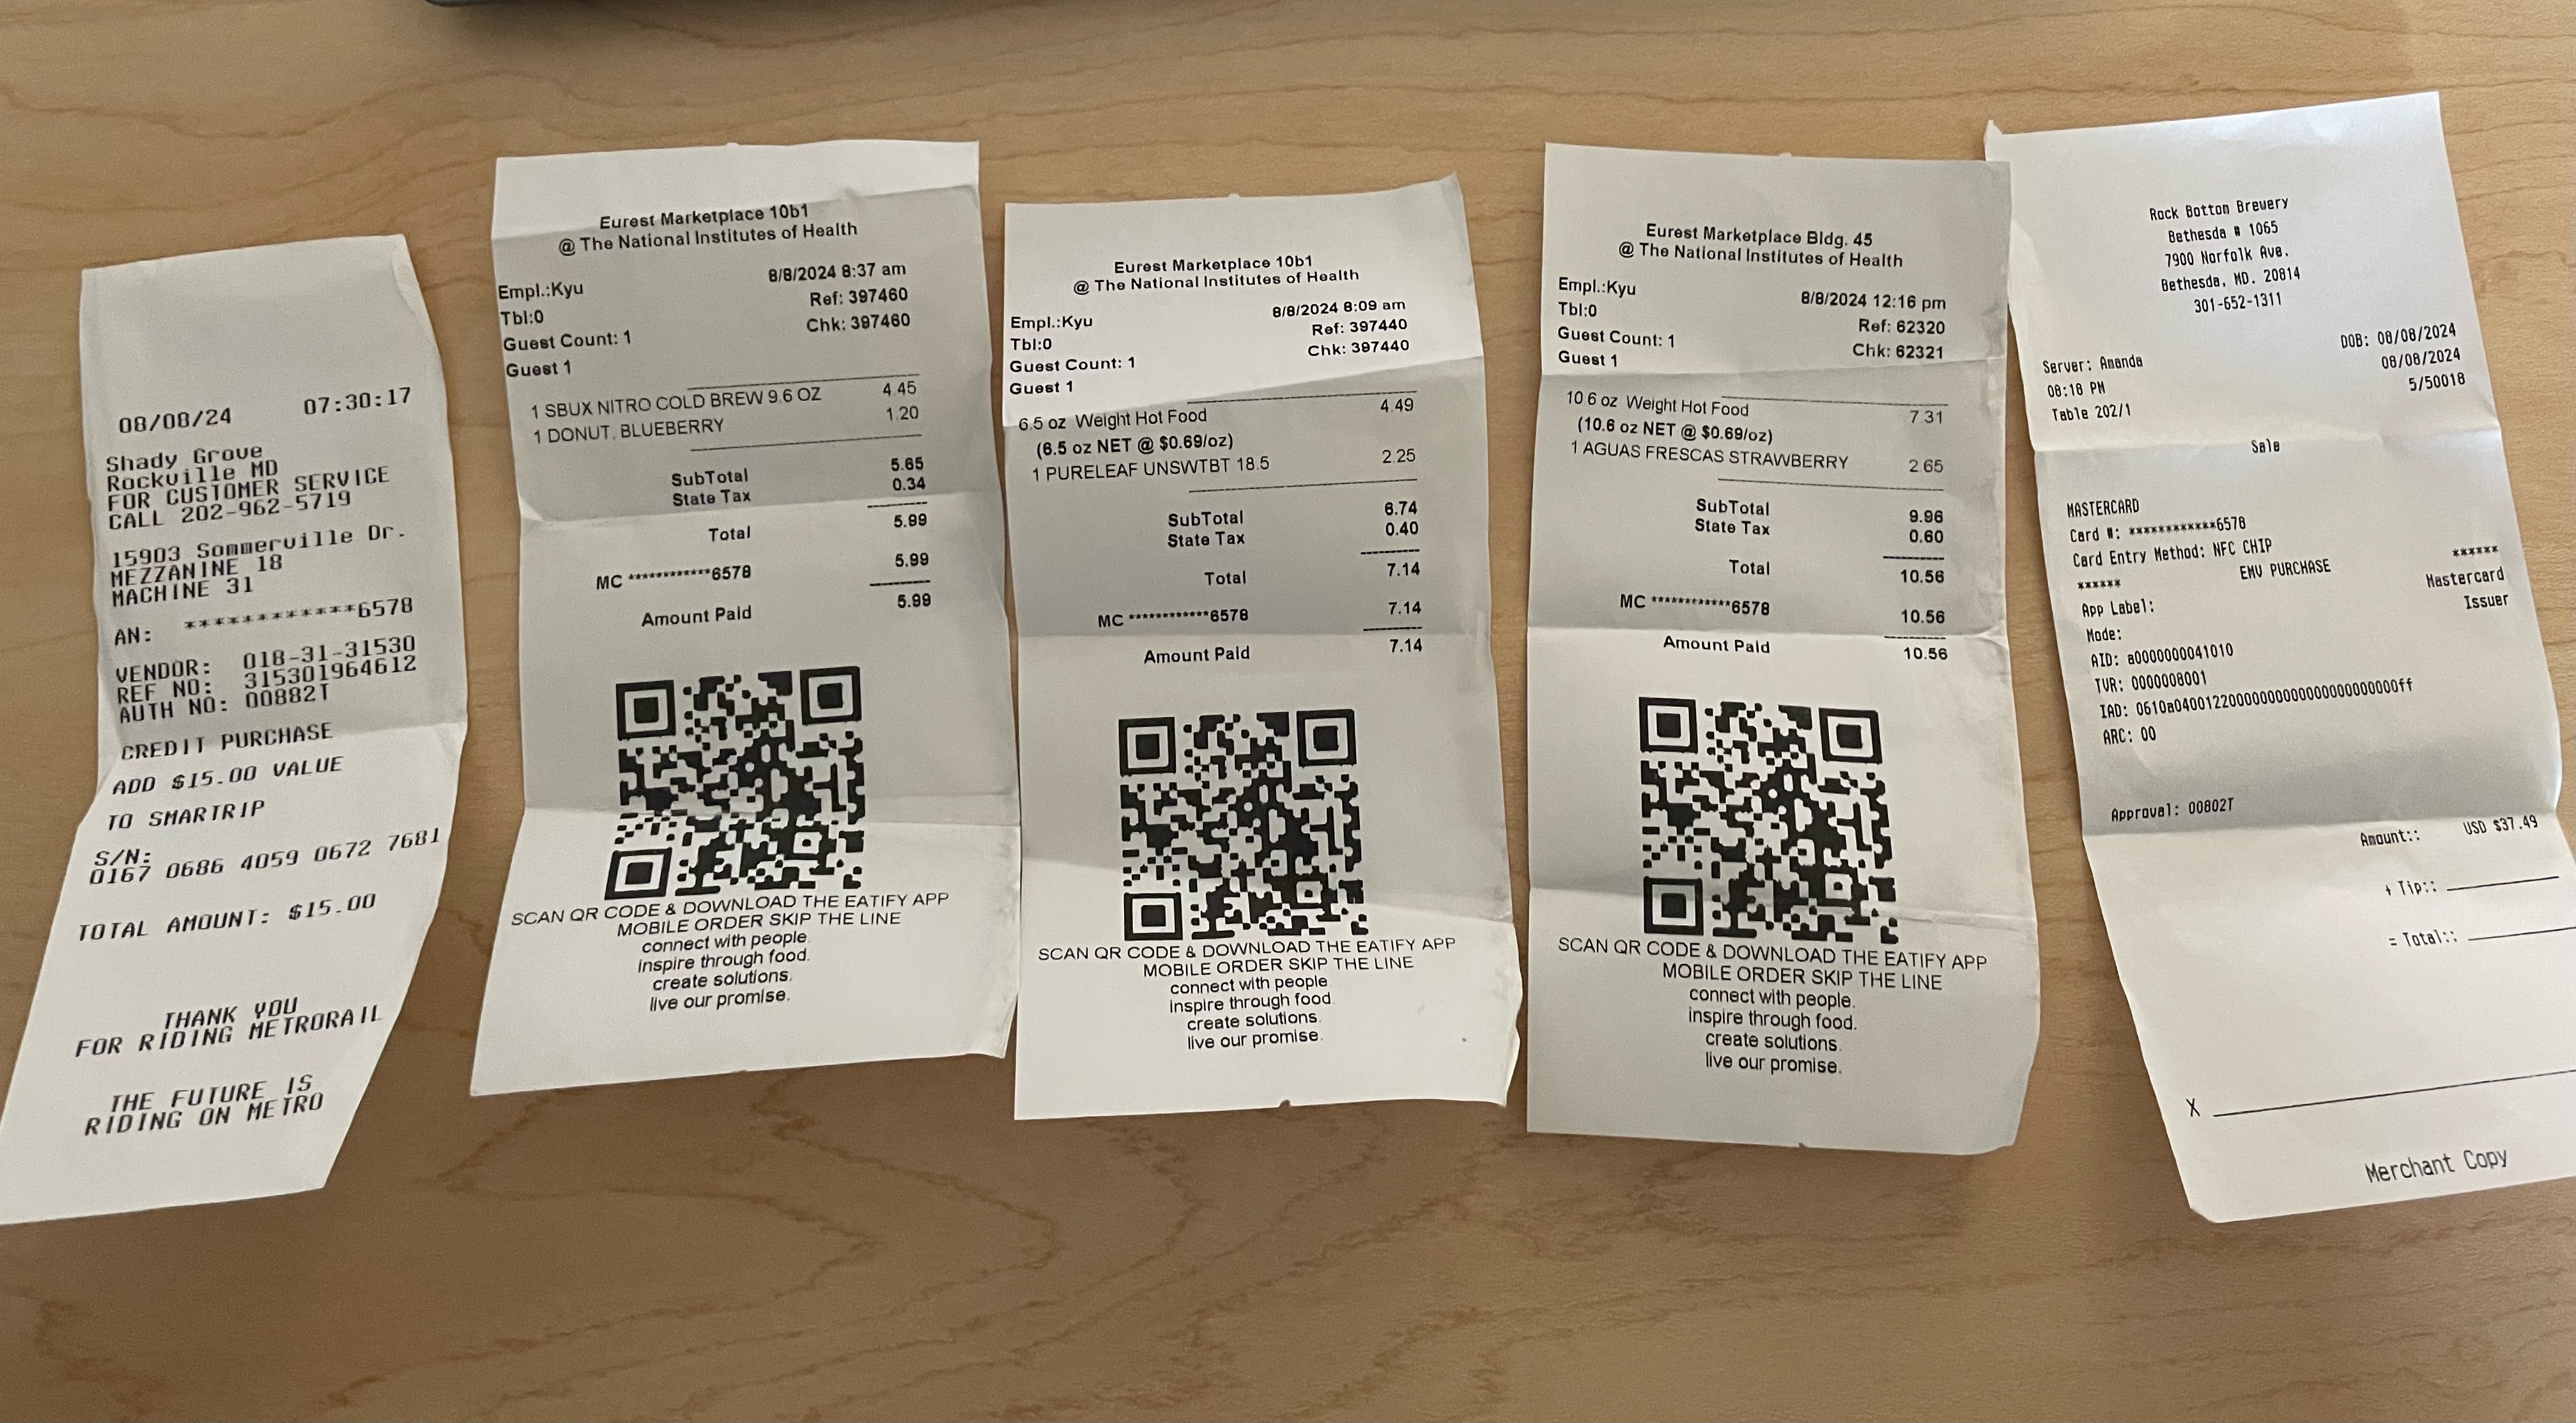 08/08/24 07:30:17
Shady Grove
Rockville MD
FOR CUSTOMER SERVICE
CALL 202-962-5719
15903 Sommerville Dr.
MEZZANINE 18
MACHINE 31
AN: ************6578
VENDOR: 018-31-31530
REF NO: 315301964612
AUTH NO: 00882T
CREDIT PURCHASE
ADD $15.00 VALUE
TO SMARTRIP
S/N:
0167 0686 4059 0672 7681
TOTAL AMOUNT: $15.00
THANK YOU
FOR RIDING METRORAIL
THE FUTURE IS
RIDING ON METRO
Eurest Marketplace 10b1
@ The National Institutes of Health
8/8/2024 8:37 am
Empl.:Kyu
Ref: 397460
Tbl:0
Chk: 397460
Guest Count: 1
Guest 1
1 SBUX NITRO COLD BREW 9.6 OZ 4.45
1 DONUT, BLUEBERRY 1.20
SubTotal 5.65
State Tax 0.34
Total 5.99
MC ************6578 5.99
Amount Paid 5.99
SCAN QR CODE & DOWNLOAD THE EATIFY APP
MOBILE ORDER SKIP THE LINE
connect with people.
inspire through food.
create solutions.
live our promise.
Eurest Marketplace 10b1
@ The National Institutes of Health
8/8/2024 8:09 am
Empl.:Kyu
Ref: 397440
Tbl:0
Chk: 397440
Guest Count: 1
Guest 1
6.5 oz Weight Hot Food 4.49
(6.5 oz NET @ $0.69/oz)
1 PURELEAF UNSWTBT 18.5 2.25
SubTotal 6.74
State Tax 0.40
Total 7.14
MC ************6578 7.14
Amount Paid 7.14
SCAN QR CODE & DOWNLOAD THE EATIFY APP
MOBILE ORDER SKIP THE LINE
connect with people
inspire through food.
create solutions.
live our promise.
Eurest Marketplace Bldg. 45
@ The National Institutes of Health
8/8/2024 12:16 pm
Empl.:Kyu
Ref: 62320
Tbl:0
Chk: 62321
Guest Count: 1
Guest 1
10.6 oz Weight Hot Food 7.31
(10.6 oz NET @ $0.69/oz)
1 AGUAS FRESCAS STRAWBERRY 2.65
SubTotal 9.96
State Tax 0.60
Total 10.56
MC ************6578 10.56
Amount Paid 10.56
SCAN QR CODE & DOWNLOAD THE EATIFY APP
MOBILE ORDER SKIP THE LINE
connect with people.
inspire through food.
create solutions.
live our promise.
Rock Bottom Brewery
Bethesda # 1065
7900 Norfolk Ave.
Bethesda, MD. 20814
301-652-1311
DOB: 08/08/2024
Server: Amanda 08/08/2024
08:18 PM 5/50018
Table 202/1
Sale
MASTERCARD
Card #: ************6578
Card Entry Method: NFC CHIP
******
****** EMV PURCHASE
App Label: Mastercard
Mode: Issuer
AID: a0000000041010
TVR: 0000008001
IAD: 0610a04001220000000000000000000000ff
ARC: 00
Approval: 00802T
Amount:: USD $37.49
+ Tip::
= Total::
X
Merchant Copy